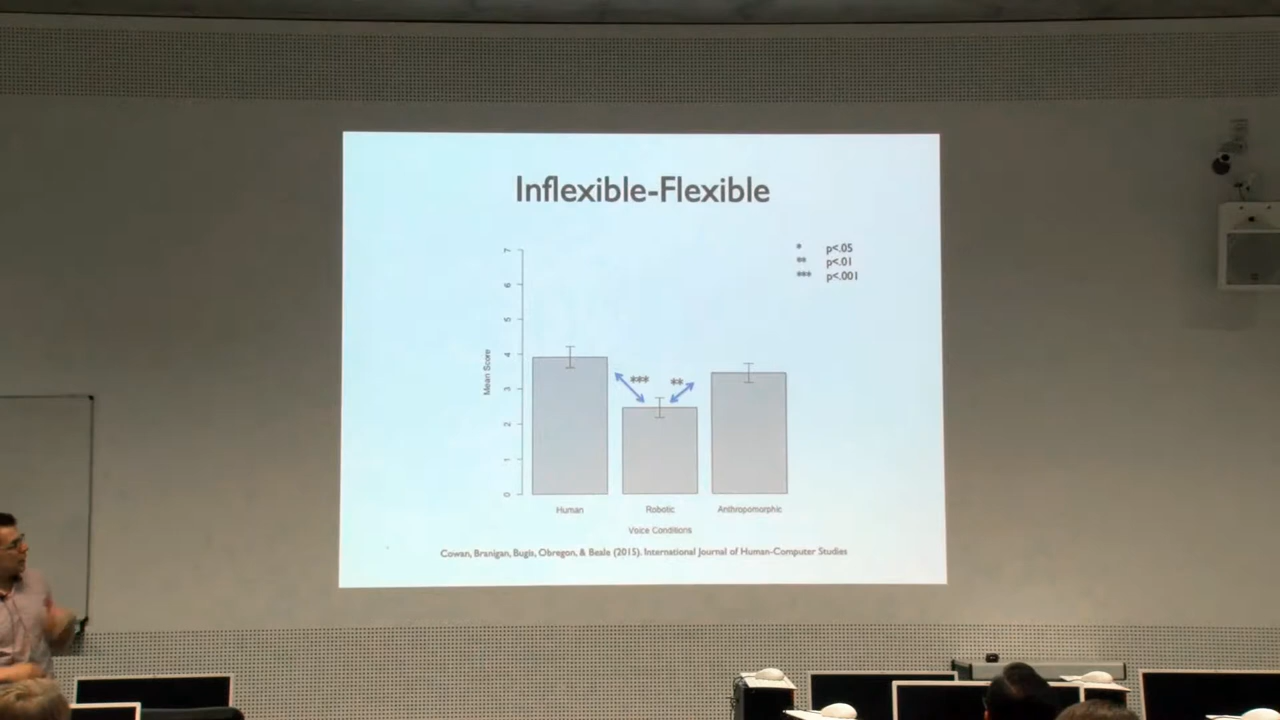 Inflexible-Flexible
* p<.05
** p<.01
*** p<.001
7
6
5
4
3
2
1
0
Mean Score
***
**
Human Robotic Anthropomorphic
Voice Conditions
Cowan, Branigan, Bugis, Obregon, & Beale (2015). International Journal of Human-Computer Studies